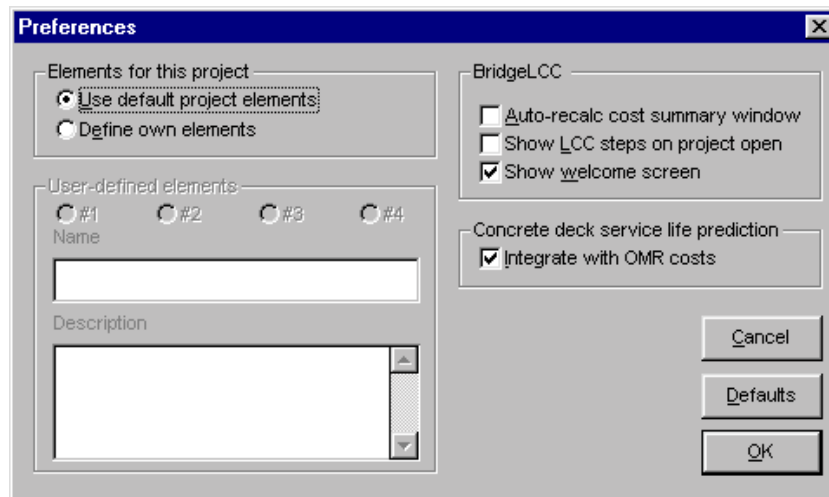 Preferences
Elements for this project
Use default project elements
Define own elements
User-defined elements
#1 #2 #3 #4
Name
Description
BridgeLCC
Auto-recalc cost summary window
Show LCC steps on project open
Show welcome screen
Concrete deck service life prediction
Integrate with OMR costs
Cancel
Defaults
OK